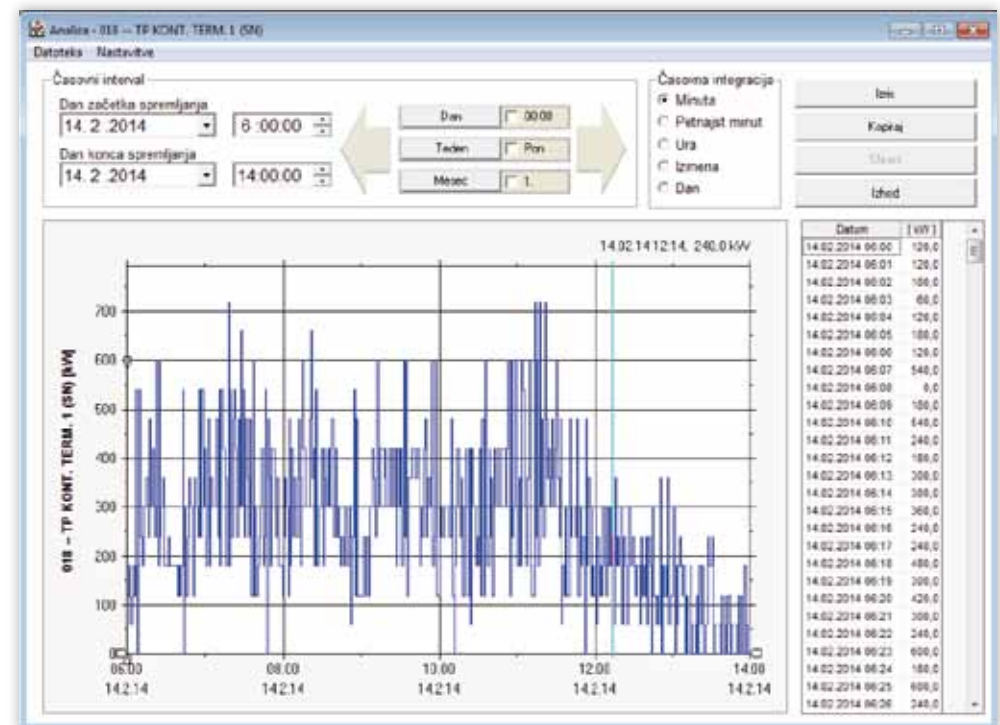 Analiza - 018 -- TP KONT. TERM. 1 (SN)
Datoteka Nastavitve
Časovni interval
Dan začetka spremljanja
14. 2 .2014
6 :00:00
Dan konca spremljanja
14. 2 .2014
14:00:00
Dan
00:00
Teden
Pon
Mesec
1.
Časovna integracija
Minuta
Petnajst minut
Ura
Izmena
Dan
Izris
Kopiraj
Izhod
14.02.14 12:14, 240,0 kW
018 -- TP KONT. TERM. 1 (SN) [kW]
700
600
500
400
300
200
100
0
06:00 08:00 10:00 12:00 14:00
14.2.14 14.2.14 14.2.14 14.2.14 14.2.14
Datum [kW]
14.02.2014 06:00 120,0
14.02.2014 06:01 120,0
14.02.2014 06:02 180,0
14.02.2014 06:03 60,0
14.02.2014 06:04 120,0
14.02.2014 06:05 180,0
14.02.2014 06:06 120,0
14.02.2014 06:07 540,0
14.02.2014 06:08 0,0
14.02.2014 06:09 180,0
14.02.2014 06:10 540,0
14.02.2014 06:11 240,0
14.02.2014 06:12 180,0
14.02.2014 06:13 300,0
14.02.2014 06:14 300,0
14.02.2014 06:15 360,0
14.02.2014 06:16 240,0
14.02.2014 06:17 240,0
14.02.2014 06:18 480,0
14.02.2014 06:19 300,0
14.02.2014 06:20 420,0
14.02.2014 06:21 300,0
14.02.2014 06:22 240,0
14.02.2014 06:23 600,0
14.02.2014 06:24 180,0
14.02.2014 06:25 600,0
14.02.2014 06:26 240,0